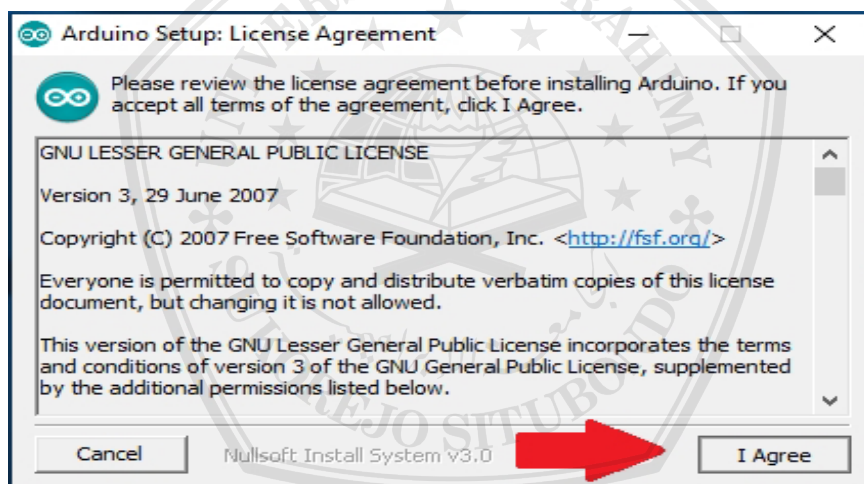 Arduino Setup: License Agreement
Please review the license agreement before installing Arduino. If you
accept all terms of the agreement, click I Agree.
GNU LESSER GENERAL PUBLIC LICENSE
Version 3, 29 June 2007
Copyright (C) 2007 Free Software Foundation, Inc. <http://fsf.org/>
Everyone is permitted to copy and distribute verbatim copies of this license
document, but changing it is not allowed.
This version of the GNU Lesser General Public License incorporates the terms
and conditions of version 3 of the GNU General Public License, supplemented
by the additional permissions listed below.
Cancel
Nullsoft Install System v3.0
I Agree
SUKOREJO SITUBONDO